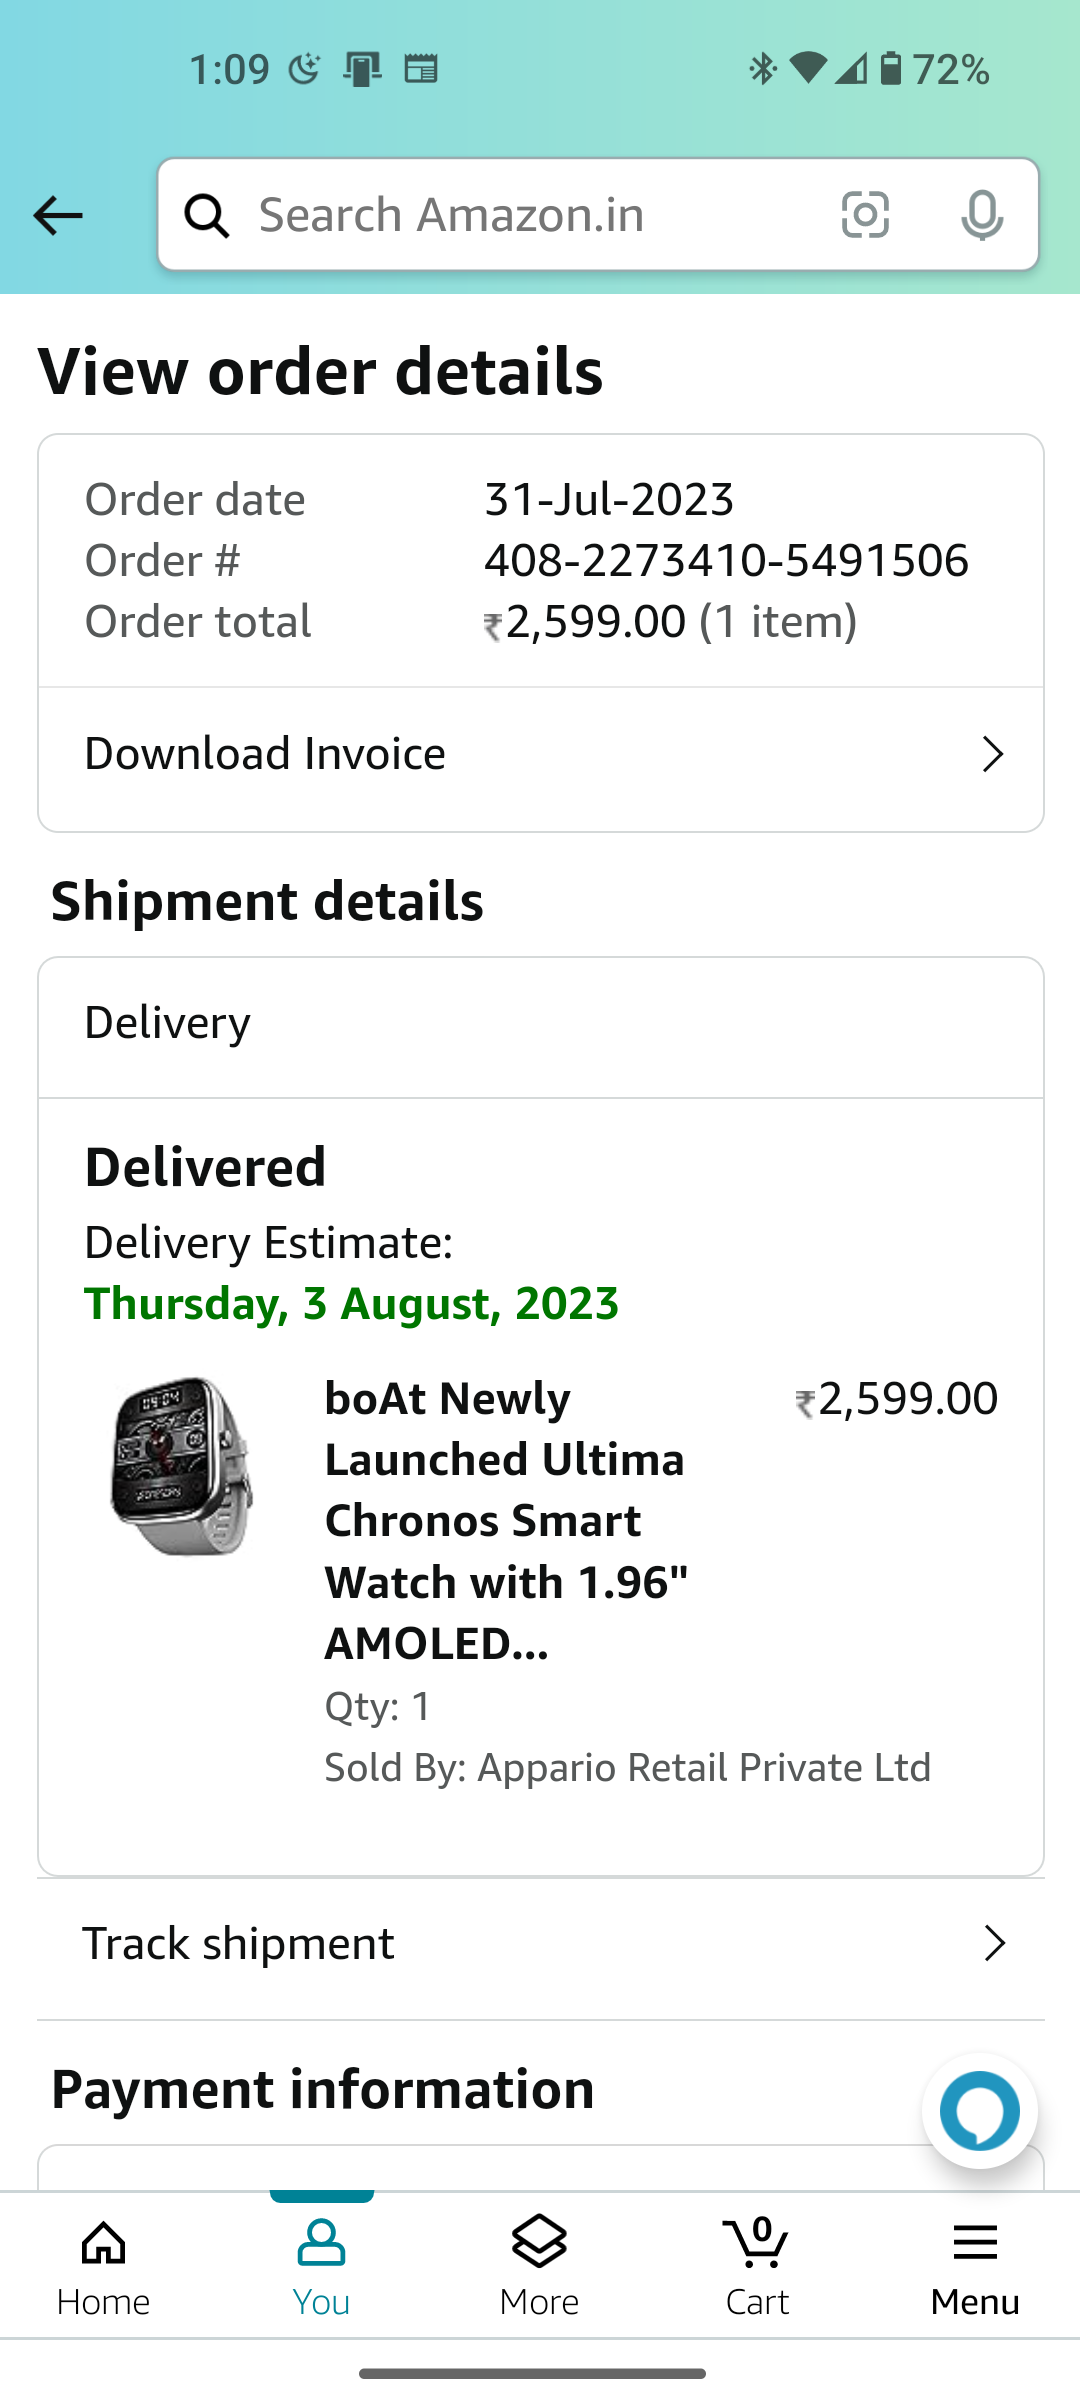 1:09
72%
Search Amazon.in
View order details
Order date 31-Jul-2023
Order # 408-2273410-5491506
Order total ₹2,599.00 (1 item)
Download Invoice
Shipment details
Delivery
Delivered
Delivery Estimate:
Thursday, 3 August, 2023
boAt Newly ₹2,599.00
Launched Ultima
Chronos Smart
Watch with 1.96"
AMOLED...
Qty: 1
Sold By: Appario Retail Private Ltd
Track shipment
Payment information
0
Home You More Cart Menu